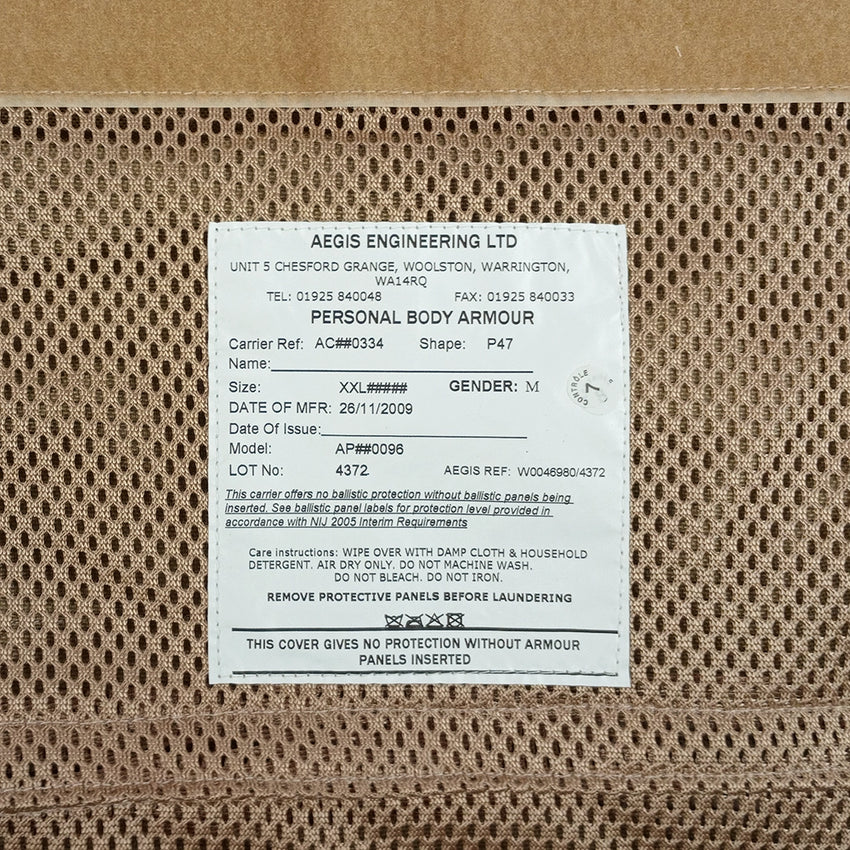 AEGIS ENGINEERING LTD
UNIT 5 CHESFORD GRANGE, WOOLSTON, WARRINGTON,
WA14RQ
TEL: 01925 840048 FAX: 01925 840033
PERSONAL BODY ARMOUR
Carrier Ref: AC##0334 Shape: P47
Name:
Size: XXL##### GENDER: M
CONTRÔLE 7
DATE OF MFR: 26/11/2009
Date Of Issue:
Model: AP##0096
LOT No: 4372 AEGIS REF: W0046980/4372
This carrier offers no ballistic protection without ballistic panels being
inserted. See ballistic panel labels for protection level provided in
accordance with NIJ 2005 Interim Requirements
Care instructions: WIPE OVER WITH DAMP CLOTH & HOUSEHOLD
DETERGENT. AIR DRY ONLY. DO NOT MACHINE WASH.
DO NOT BLEACH. DO NOT IRON.
REMOVE PROTECTIVE PANELS BEFORE LAUNDERING
THIS COVER GIVES NO PROTECTION WITHOUT ARMOUR
PANELS INSERTED